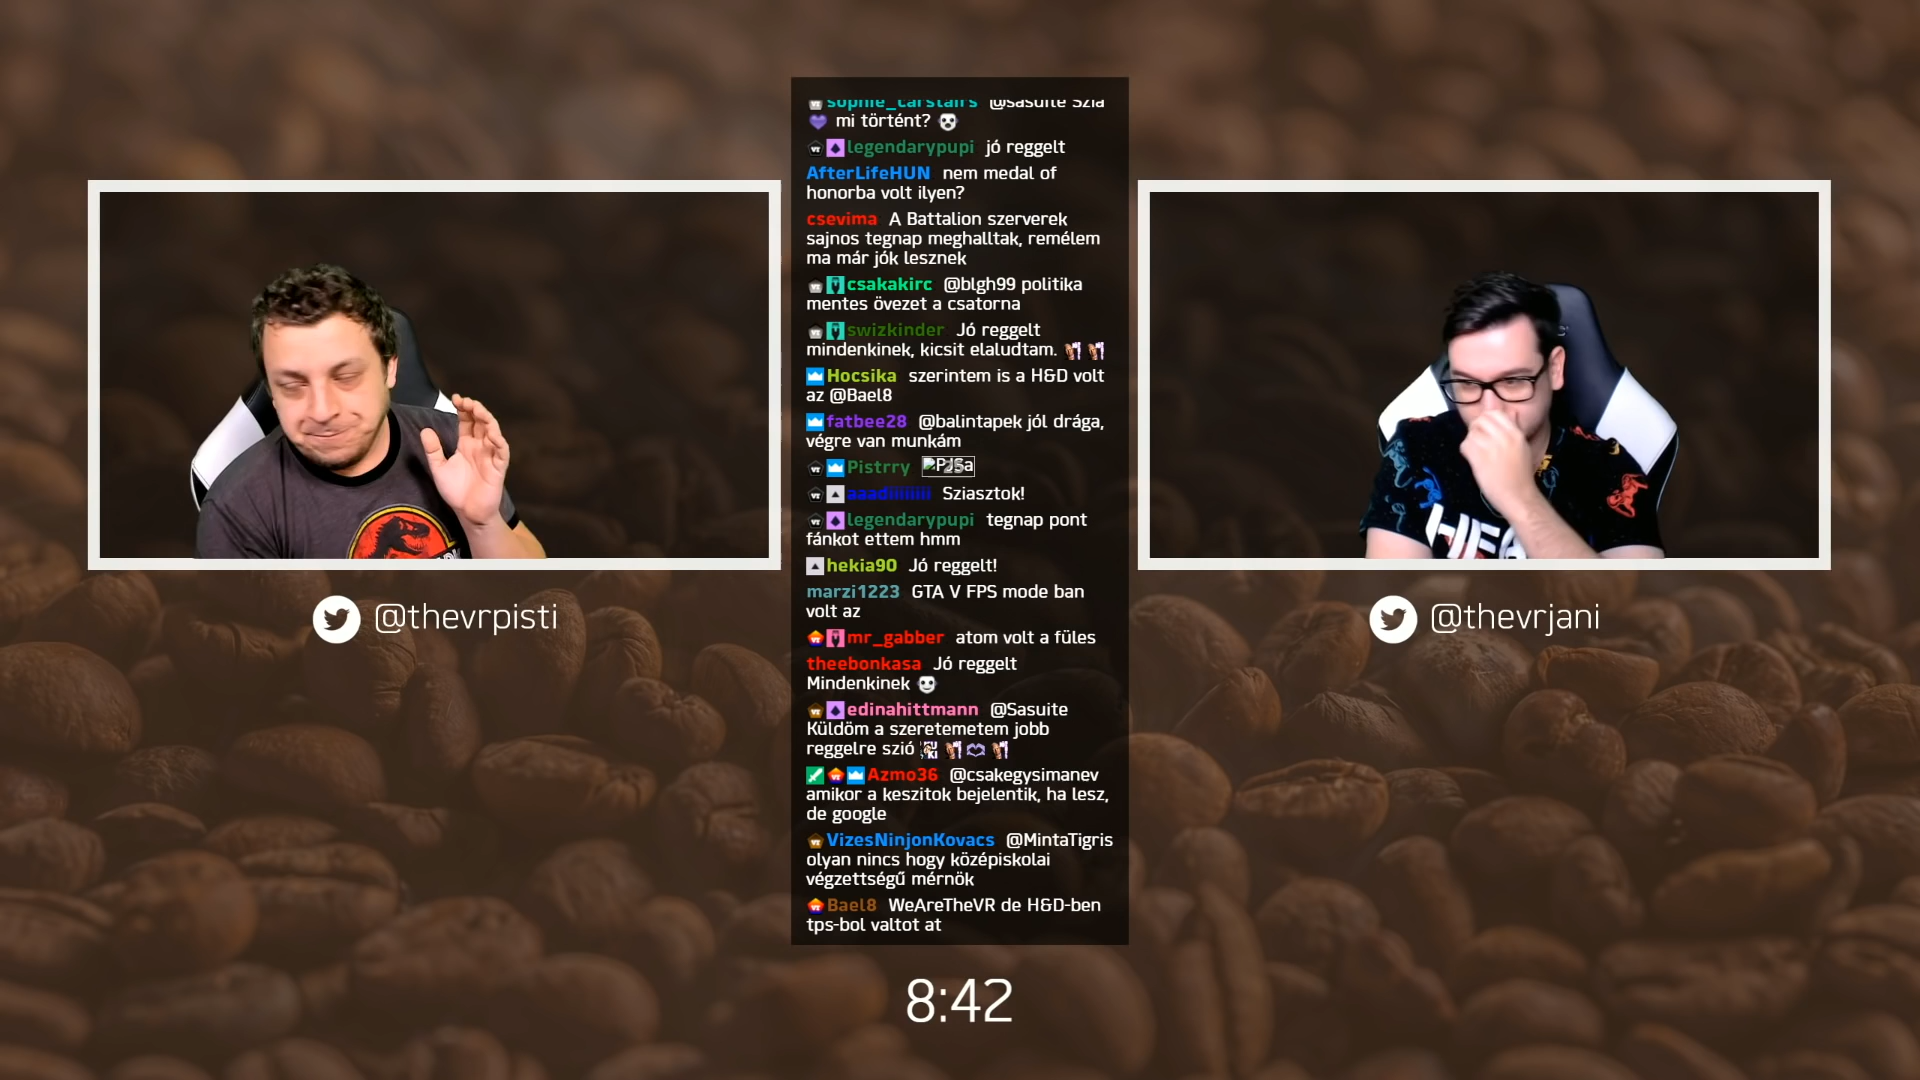 sophie_carstairs @sasuite Szia
mi történt?
legendarypupi jó reggelt
AfterLifeHUN nem medal of
honorba volt ilyen?
csevima A Battalion szerverek
sajnos tegnap meghalltak, remélem
ma már jók lesznek
csakakirc @blgh99 politika
mentes övezet a csatorna
swizkinder Jó reggelt
mindenkinek, kicsit elaludtam.
Hocsika szerintem is a H&D volt
az @Bael8
fatbee28 @balintapek jól drága,
végre van munkám
Pistrry
Sziasztok!
legendarypupi tegnap pont
fánkot ettem hmm
hekia90 Jó reggelt!
marzi1223 GTA V FPS mode ban
volt az
mr_gabber atom volt a füles
theebonkasa Jó reggelt
Mindenkinek
edinahittmann @Sasuite
Küldöm a szeretemetem jobb
reggelre szió
Azmo36 @csakegysimanev
amikor a keszitok bejelentik, ha lesz,
de google
VizesNinjonKovacs @MintaTigris
olyan nincs hogy középiskolai
végzettségű mérnök
Bael8 WeAreTheVR de H&D-ben
tps-bol valtot at
@thevrpisti
@thevrjani
8:42